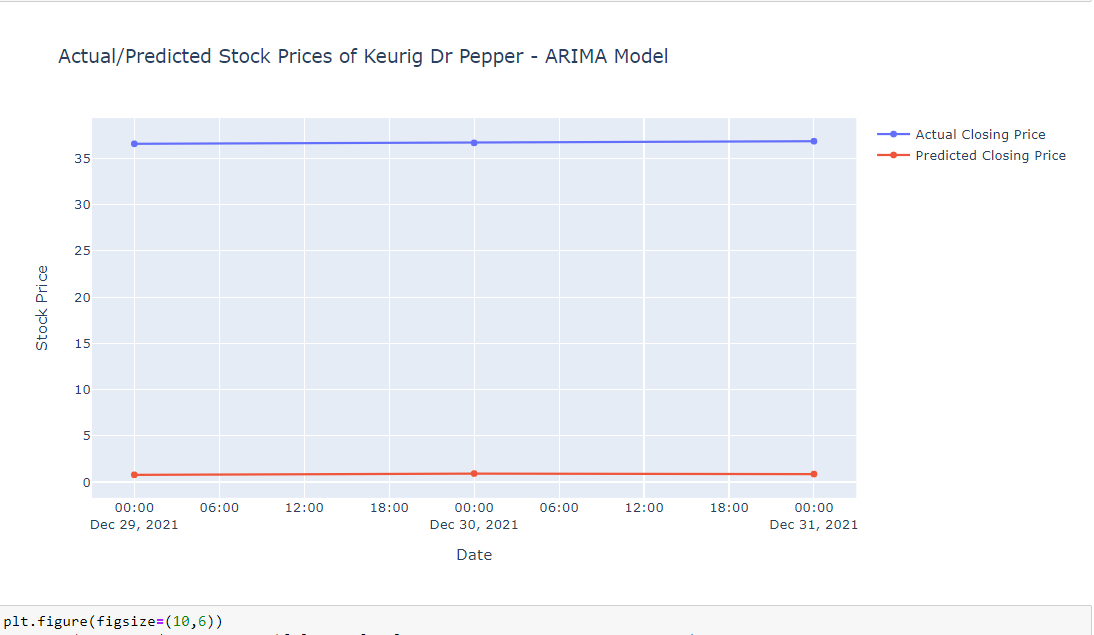 Actual/Predicted Stock Prices of Keurig Dr Pepper - ARIMA Model
Actual Closing Price
Predicted Closing Price
Stock Price
35
30
25
20
15
10
5
0
00:00 06:00 12:00 18:00 00:00 06:00 12:00 18:00 00:00
Dec 29, 2021 Dec 30, 2021 Dec 31, 2021
Date
plt.figure(figsize=(10,6))